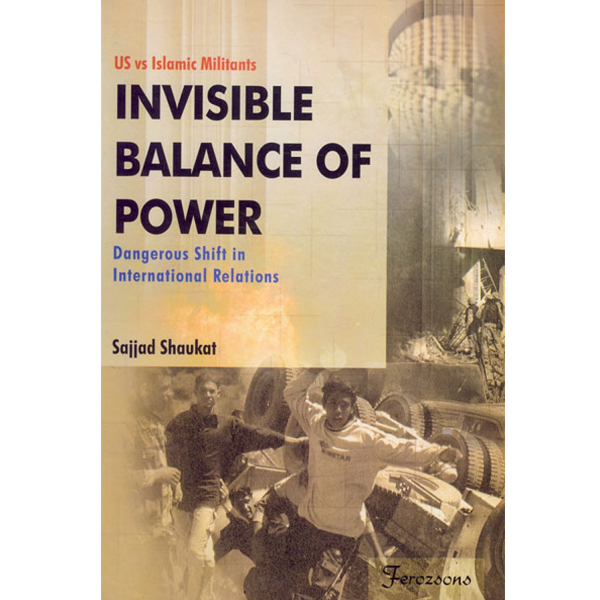 US vs Islamic Militants
INVISIBLE
BALANCE OF
POWER
Dangerous Shift in
International Relations
Sajjad Shaukat
Ferozsons